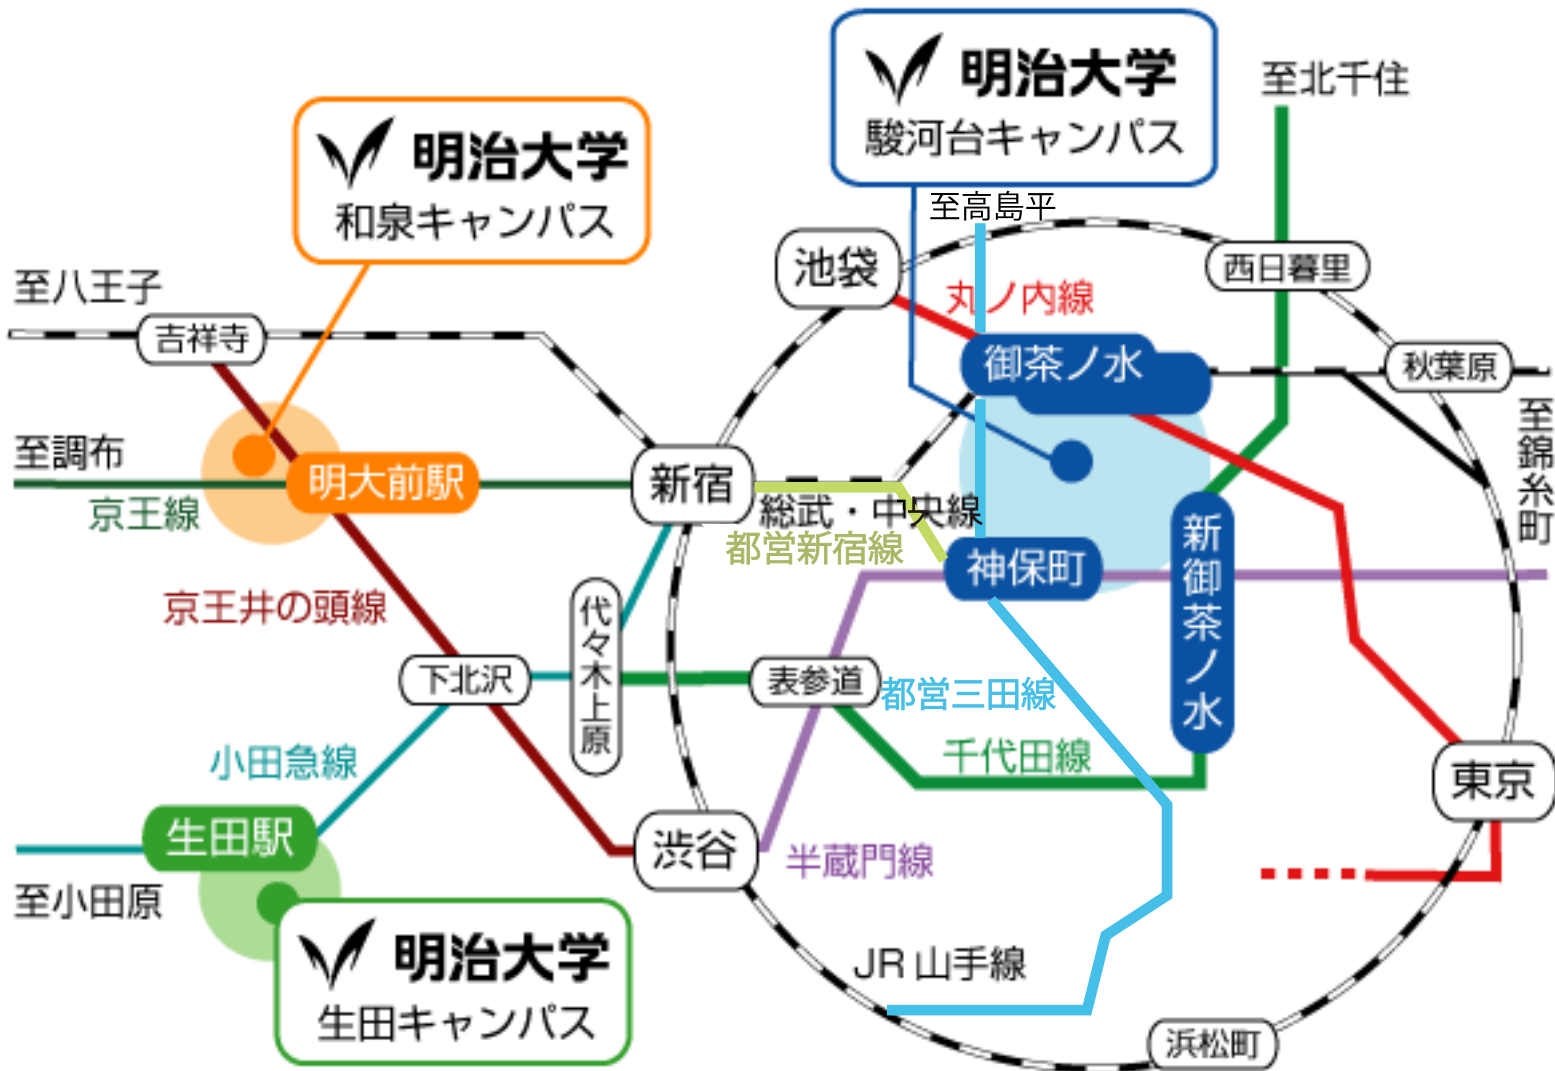 明治大学
駿河台キャンパス
至北千住
明治大学
和泉キャンパス
至高島平
池袋
西日暮里
至八王子
丸ノ内線
吉祥寺
御茶ノ水
秋葉原
至調布
明大前駅
新宿
至錦糸町
京王線
総武・中央線
都営新宿線
神保町
新御茶ノ水
京王井の頭線
代々木上原
下北沢
表参道
都営三田線
小田急線
千代田線
東京
生田駅
渋谷
半蔵門線
至小田原
明治大学
生田キャンパス
JR 山手線
浜松町